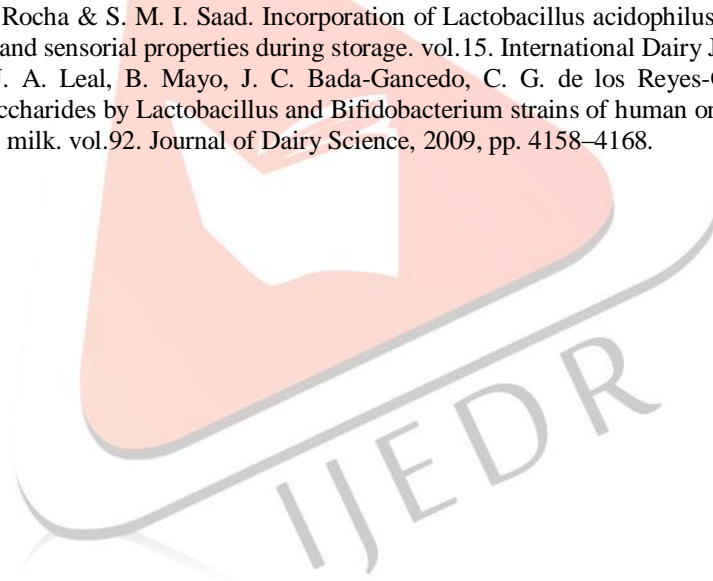 Rocha & S. M. I. Saad. Incorporation of Lactobacillus acidophilus
and sensorial properties during storage. vol.15. International Dairy
A. Leal, B. Mayo, J. C. Bada-Gancedo, C. G. de los
ccharides by Lactobacillus and Bifidobacterium strains of human
milk. vol.92. Journal of Dairy Science, 2009, pp. 4158–4168.
IJEDR